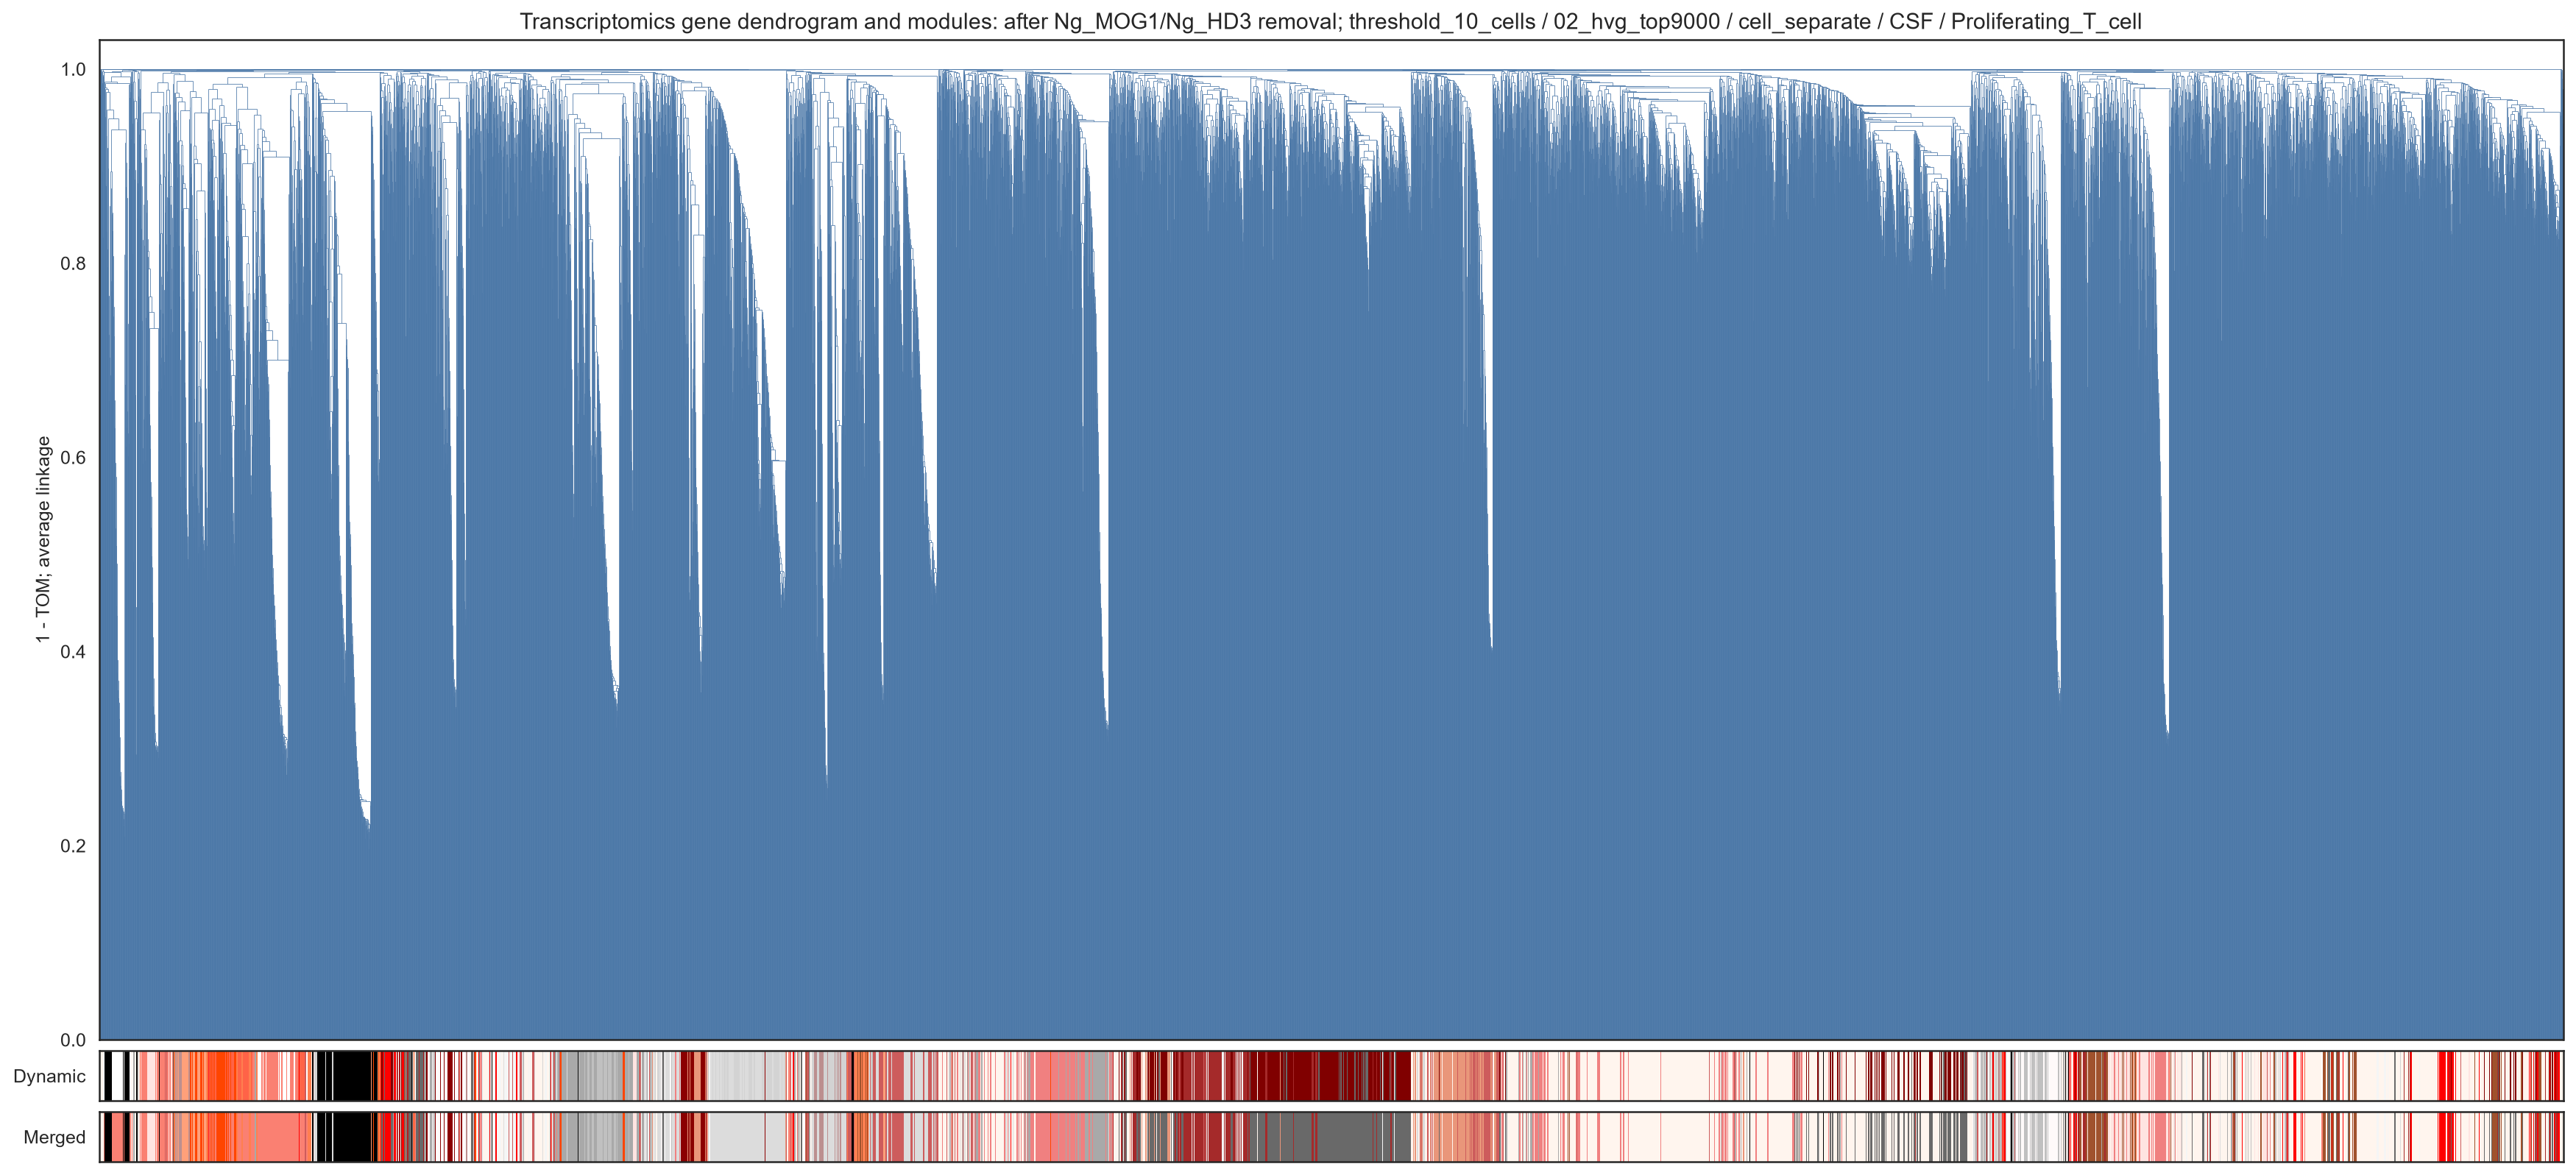 Transcriptomics gene dendrogram and modules: after Ng_MOG1/Ng_HD3 removal; threshold_10_cells / 02_hvg_top9000 / cell_separate / CSF / Proliferating_T_cell
1.0
0.8
0.6
0.4
0.2
0.0
1 - TOM; average linkage
Dynamic
Merged